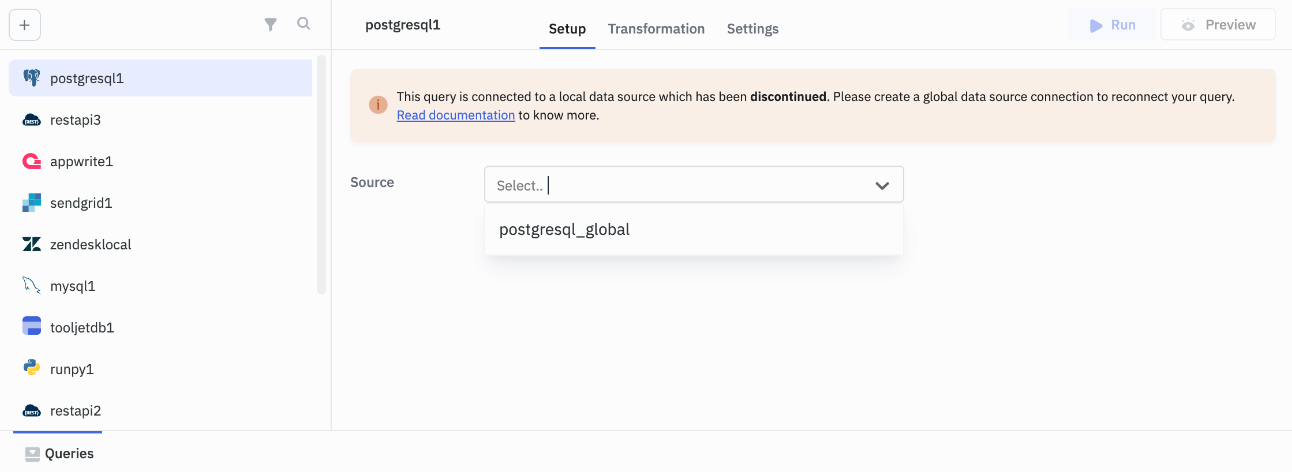 postgresql1
Setup
Transformation
Settings
Run
Preview
postgresql1
restapi3
appwrite1
sendgrid1
zendesklocal
mysql1
tooljetdb1
runpy1
restapi2
This query is connected to a local data source which has been discontinued. Please create a global data source connection to reconnect your query.
Read documentation to know more.
Source
Select..
postgresql_global
Queries